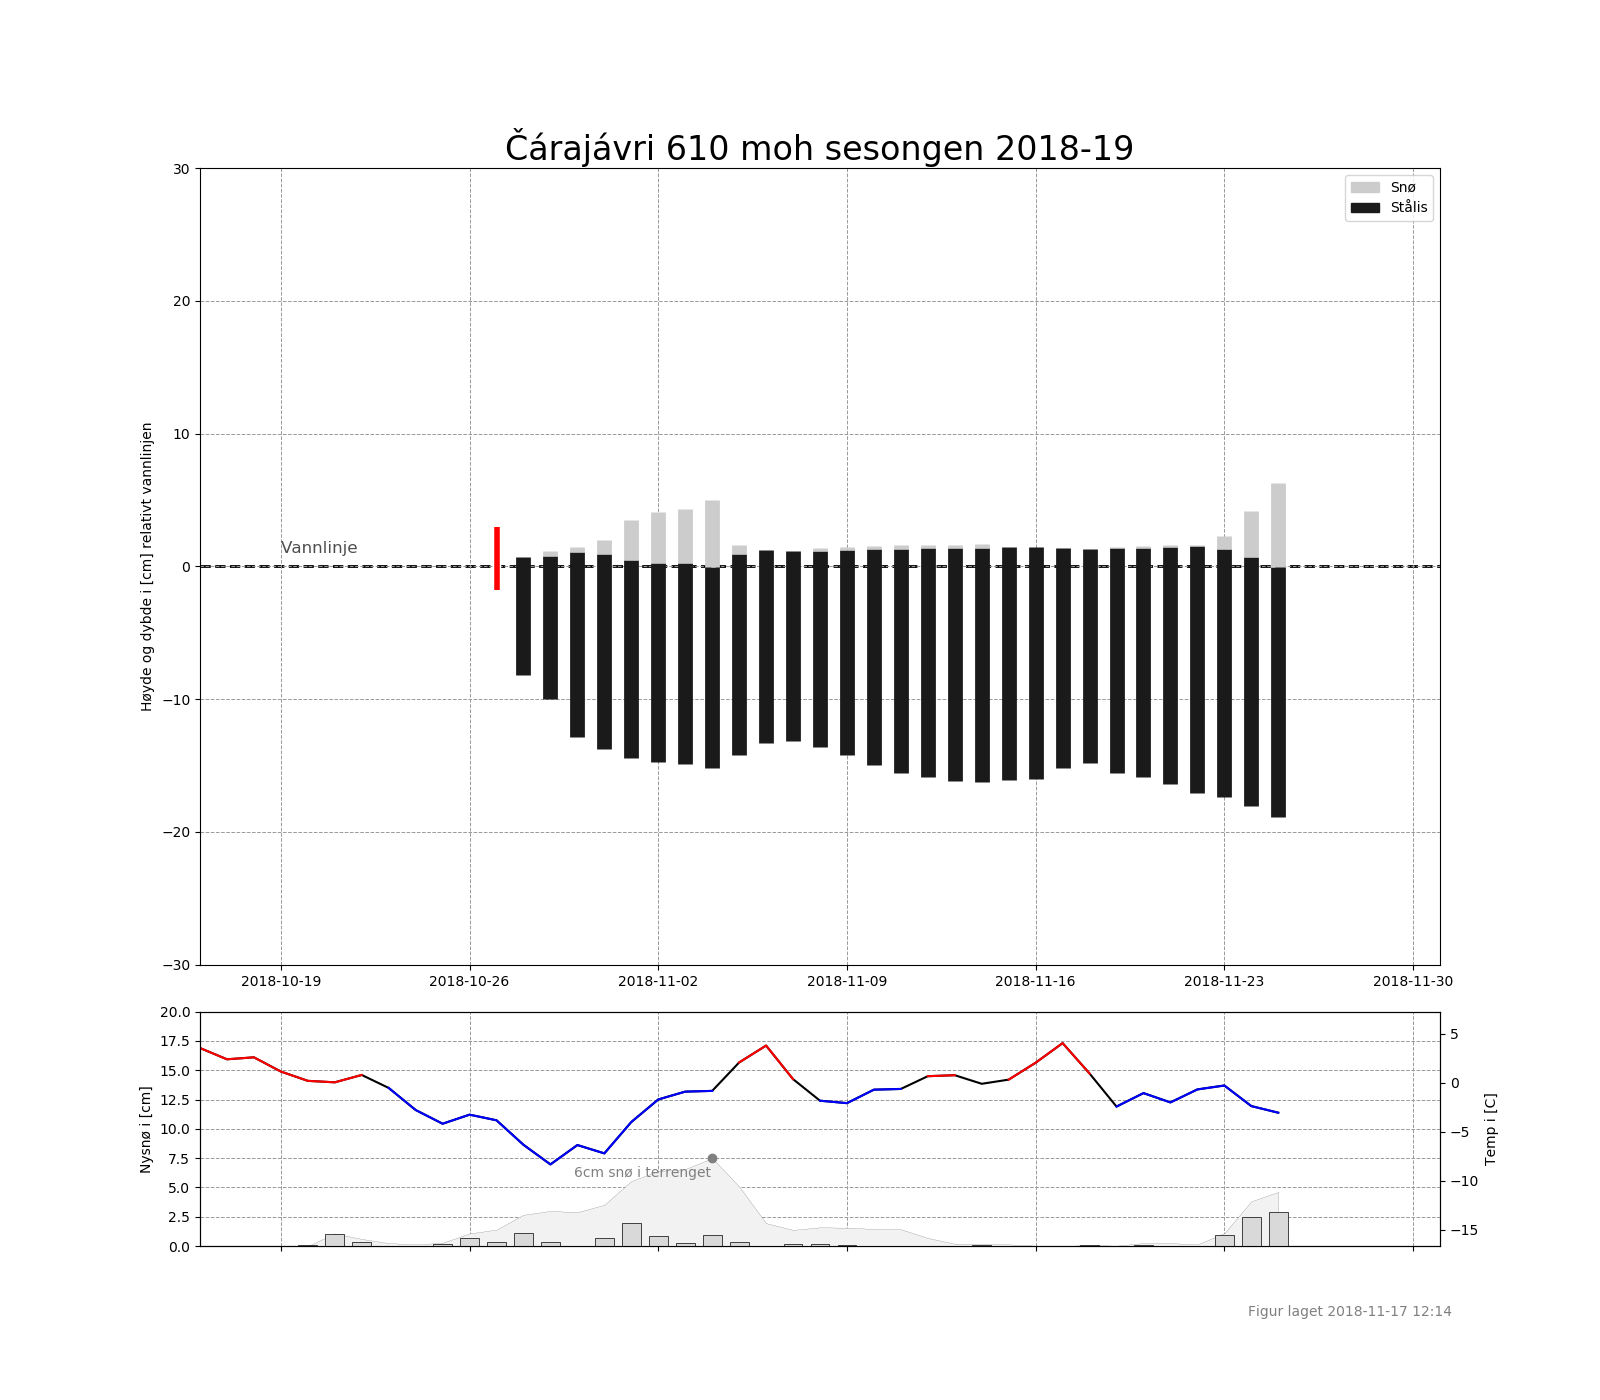 Čárajávri 610 moh sesongen 2018-19
Snø
Stålis
Høyde og dybde i [cm] relativt vannlinjen
30
20
10
0
−10
−20
−30
Vannlinje
2018-10-19 2018-10-26 2018-11-02 2018-11-09 2018-11-16 2018-11-23 2018-11-30
Nysnø i [cm]
20.0
17.5
15.0
12.5
10.0
7.5
5.0
2.5
0.0
6cm snø i terrenget
5
0
−5
−10
−15
Temp i [C]
Figur laget 2018-11-17 12:14